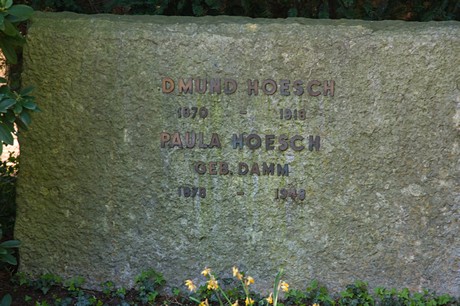 DMUND HOESCH
1870 - 1918
PAULA HOESCH
GEB. DAMM